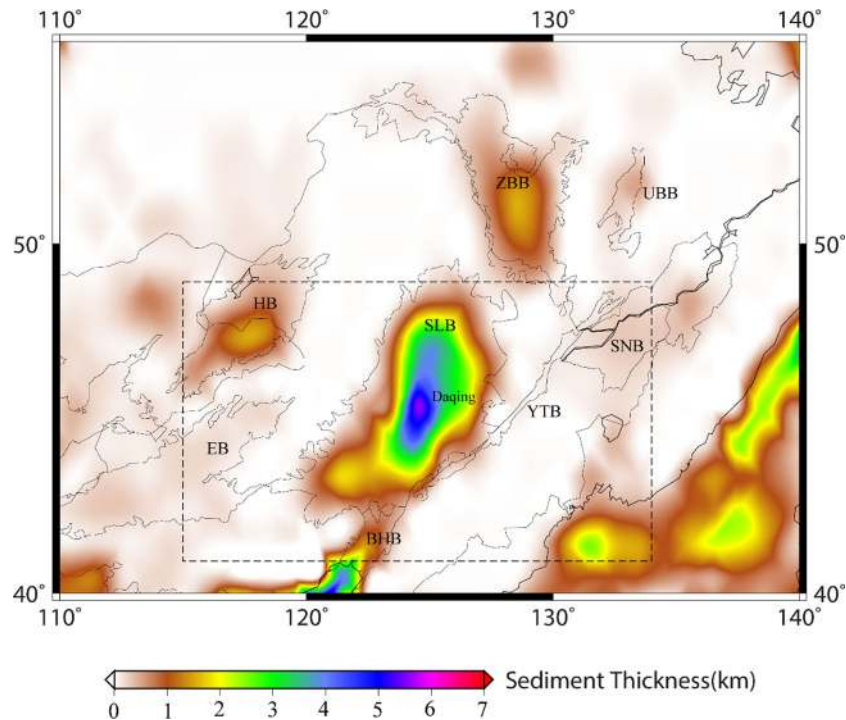 110° 120° 130° 140°
ZBB
UBB
50° 50°
HB
SLB
SNB
Daqing
YTB
EB
BHB
40° 40°
110° 120° 130° 140°
Sediment Thickness(km)
0 1 2 3 4 5 6 7